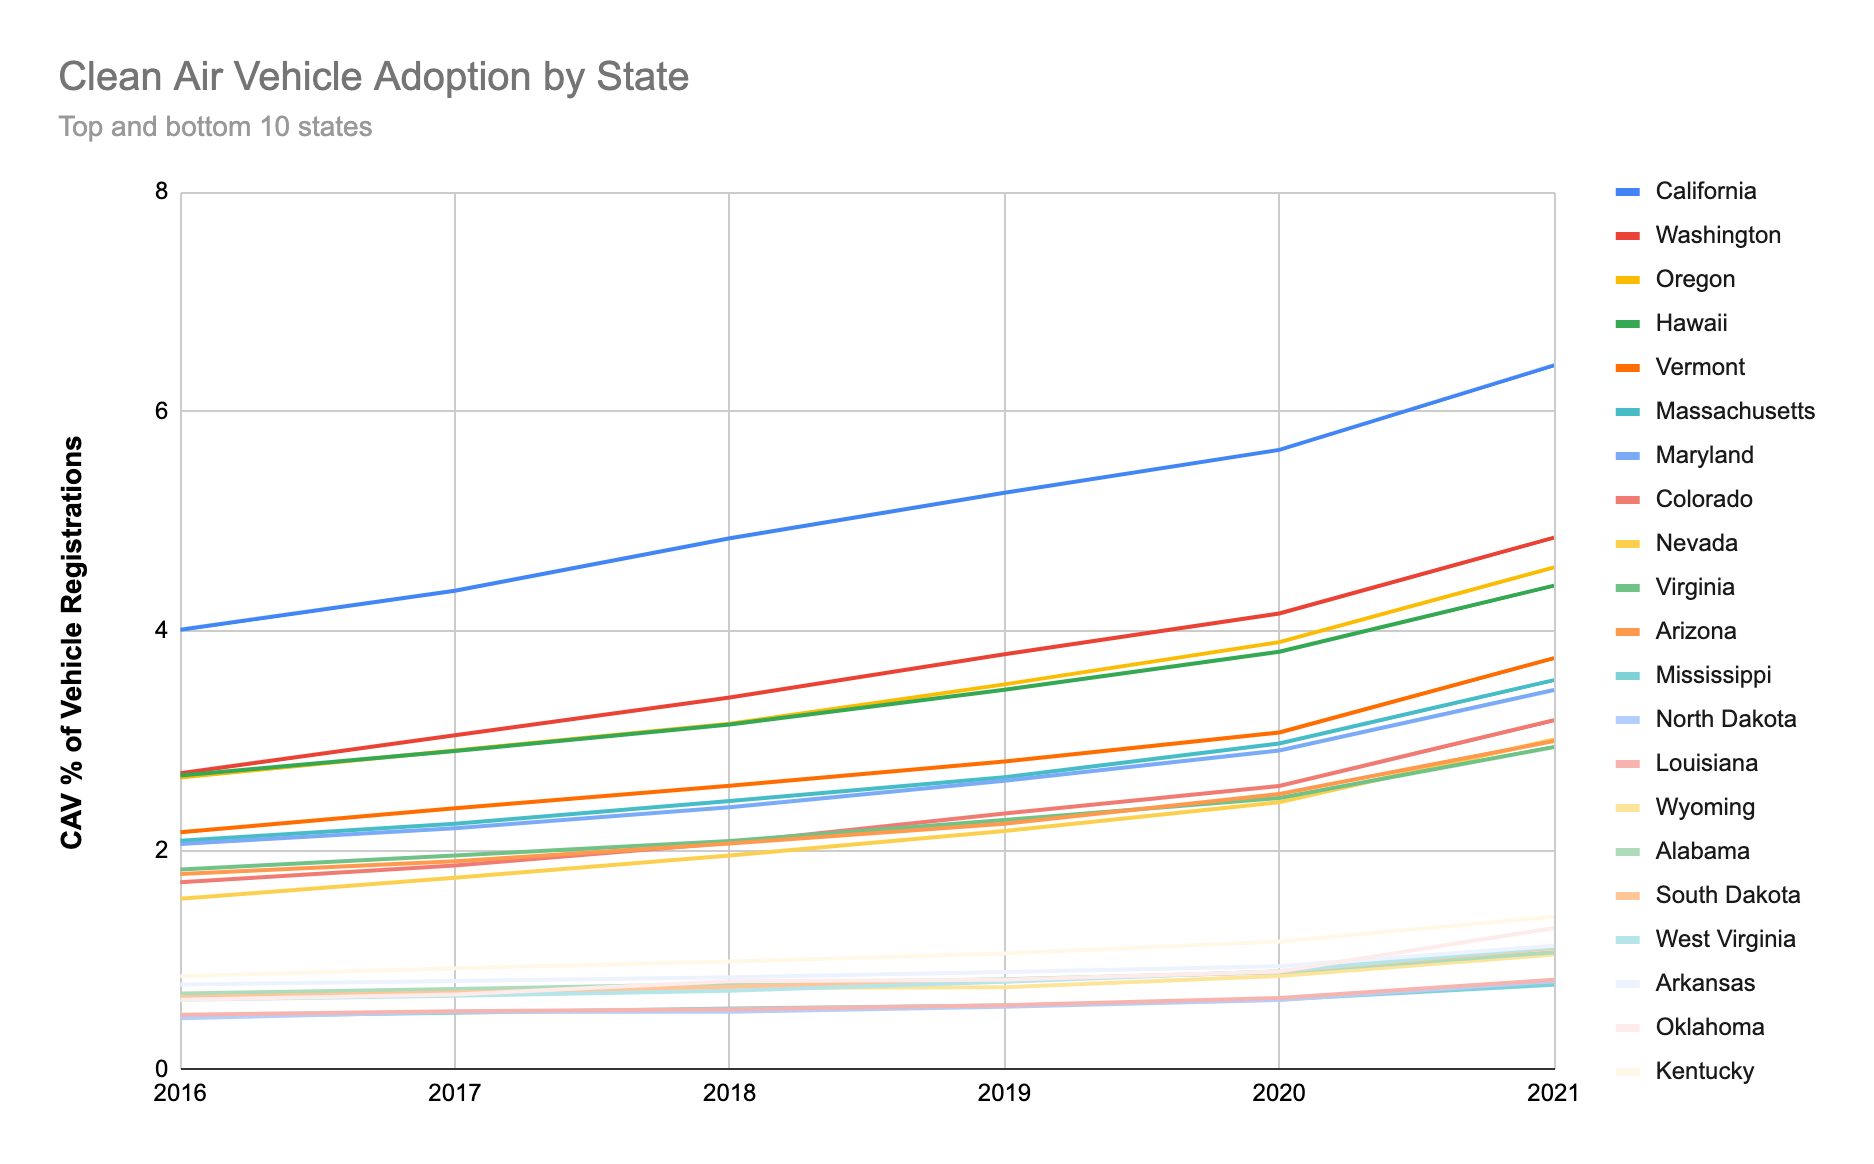 Clean Air Vehicle Adoption by State
Top and bottom 10 states
CAV % of Vehicle Registrations
8
6
4
2
0
2016
2017
2018
2019
2020
2021
California
Washington
Oregon
Hawaii
Vermont
Massachusetts
Maryland
Colorado
Nevada
Virginia
Arizona
Mississippi
North Dakota
Louisiana
Wyoming
Alabama
South Dakota
West Virginia
Arkansas
Oklahoma
Kentucky